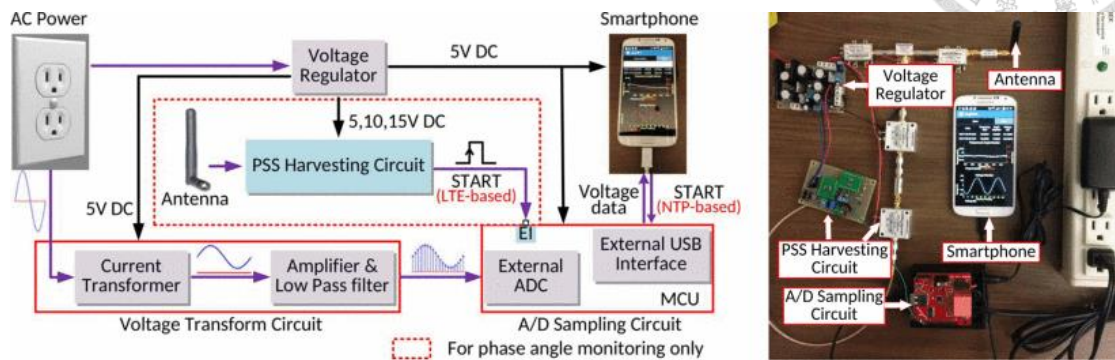 AC Power
Voltage
Regulator
5V DC
Smartphone
5,10,15V DC
PSS Harvesting Circuit
START
(LTE-based)
Antenna
5V DC
Voltage
data
START
(NTP-based)
EI
Current
Transformer
Amplifier &
Low Pass filter
External
ADC
External USB
Interface
MCU
Voltage Transform Circuit
A/D Sampling Circuit
For phase angle monitoring only
Voltage
Regulator
Antenna
PSS Harvesting
Circuit
Smartphone
A/D Sampling
Circuit